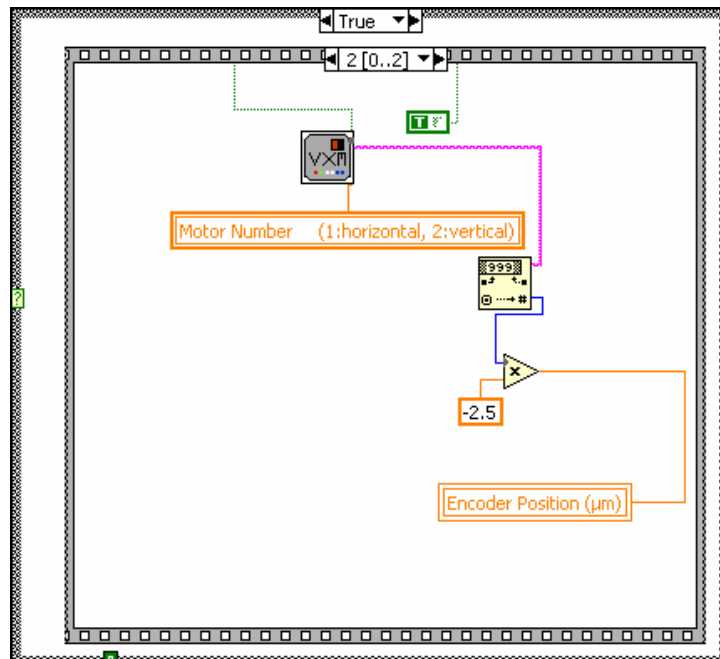 True
2 [0..2]
T
VXM
Motor Number (1:horizontal, 2:vertical)
999
?
#
x
-2.5
Encoder Position (µm)